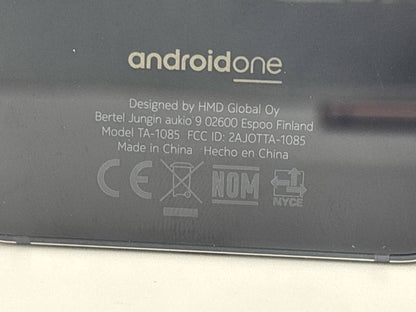 androidone
Designed by HMD Global Oy
Bertel Jungin aukio 9 02600 Espoo Finland
Model TA-1085 FCC ID: 2AJOTTA-1085
Made in China Hecho en China
CE NOM NYCE